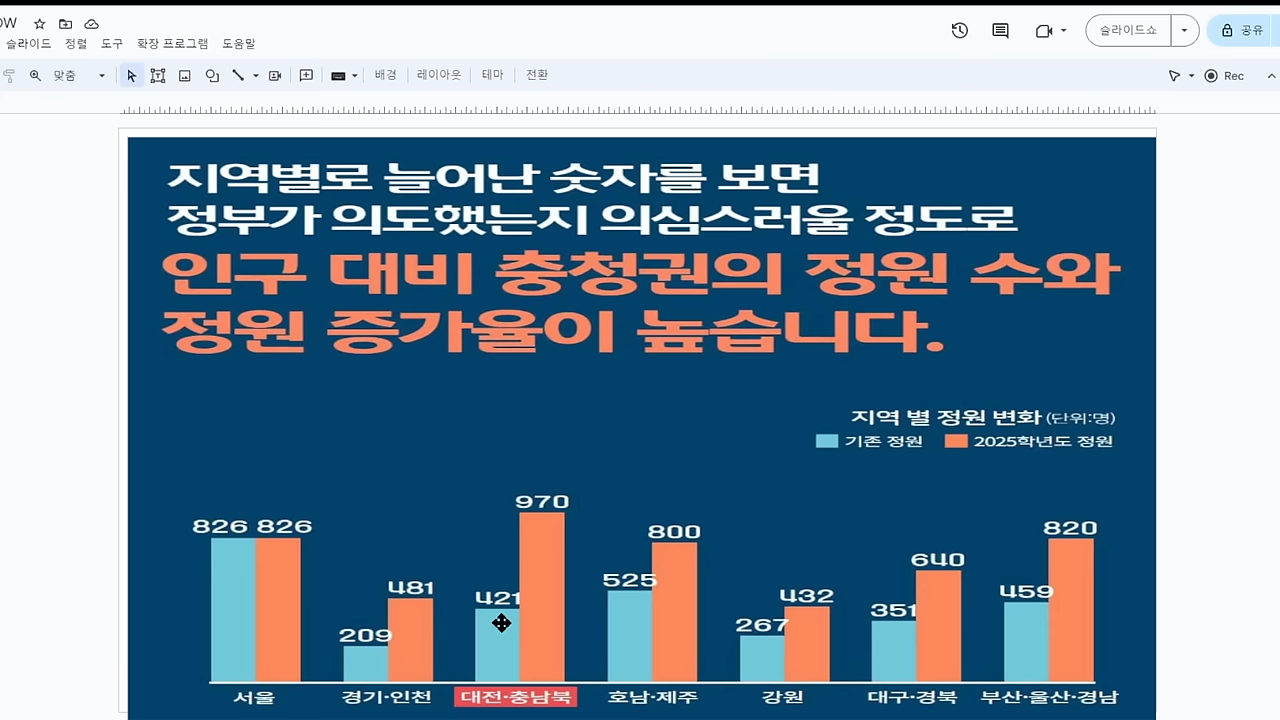 OW
슬라이드 정렬 도구 확장 프로그램 도움말
슬라이드쇼
공유
맞춤
배경
레이아웃
테마
전환
Rec
지역별로 늘어난 숫자를 보면
정부가 의도했는지 의심스러울 정도로
인구 대비 충청권의 정원 수와
정원 증가율이 높습니다.
지역 별 정원 변화 (단위:명)
기존 정원 2025학년도 정원
826 826
209 481
421 970
525 800
267 432
351 640
459 820
서울 경기·인천 대전·충남북 호남·제주 강원 대구·경북 부산·울산·경남